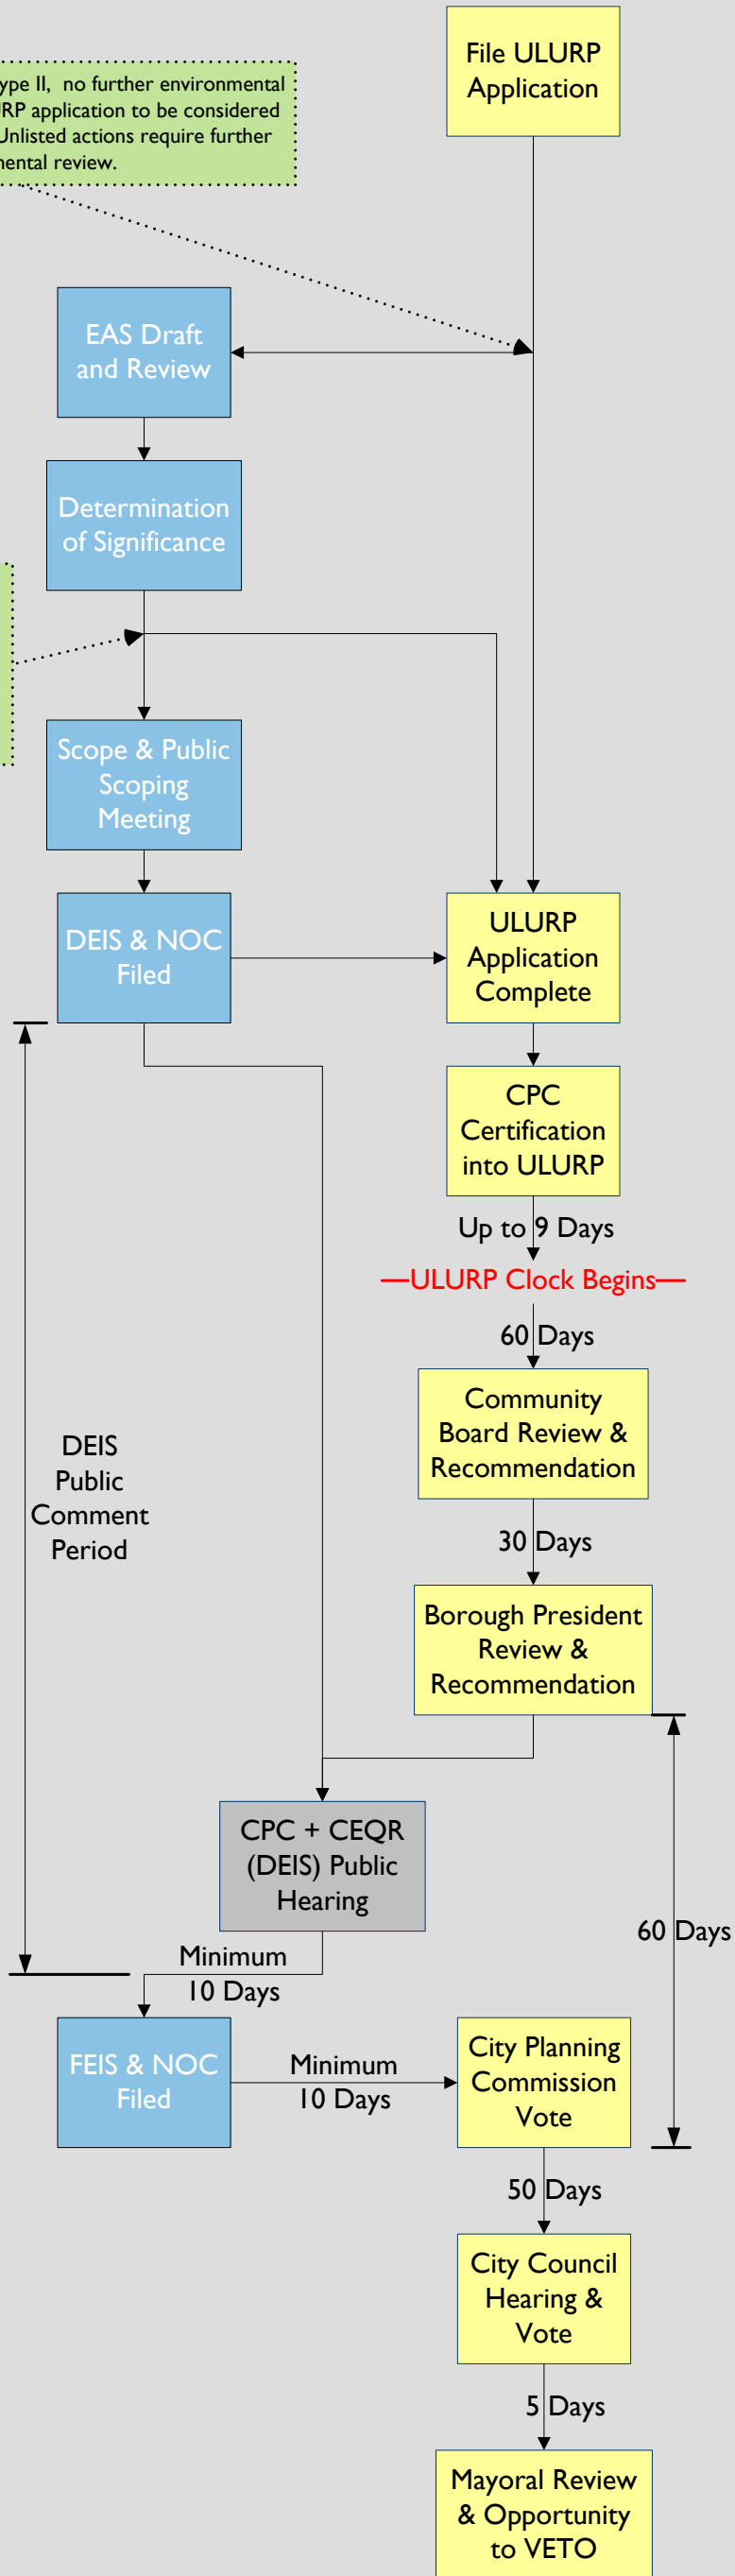 File ULURP
Application
ype II, no further environmental
RP application to be considered
Unlisted actions require further
mental review.
EAS Draft
and Review
Determination
of Significance
Scope & Public
Scoping
Meeting
DEIS & NOC
Filed
ULURP
Application
Complete
CPC
Certification
into ULURP
Up to 9 Days
ULURP Clock Begins
60 Days
Community
Board Review &
Recommendation
DEIS
Public
Comment
Period
30 Days
Borough President
Review &
Recommendation
CPC + CEQR
(DEIS) Public
Hearing
60 Days
Minimum
10 Days
FEIS & NOC
Filed
Minimum
10 Days
City Planning
Commission
Vote
50 Days
City Council
Hearing &
Vote
5 Days
Mayoral Review
& Opportunity
to VETO